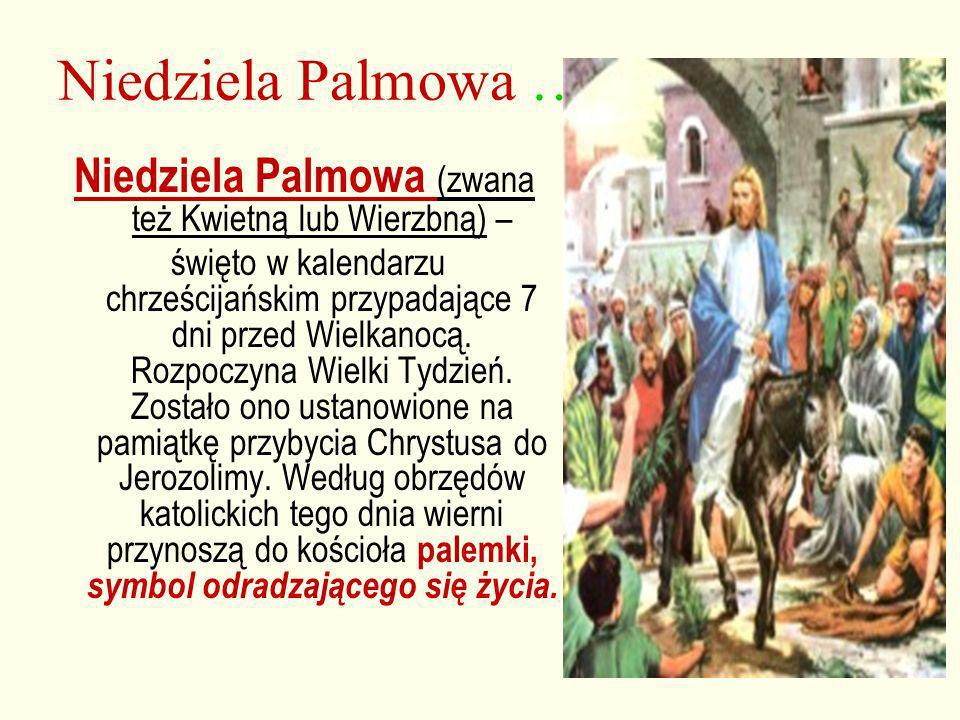 Niedziela Palmowa ..
Niedziela Palmowa (zwana
też Kwietną lub Wierzbną) –
święto w kalendarzu
chrześcijańskim przypadające 7
dni przed Wielkanocą.
Rozpoczyna Wielki Tydzień.
Zostało ono ustanowione na
pamiątkę przybycia Chrystusa do
Jerozolimy. Według obrzędów
katolickich tego dnia wierni
przynoszą do kościoła palemki,
symbol odradzającego się życia.